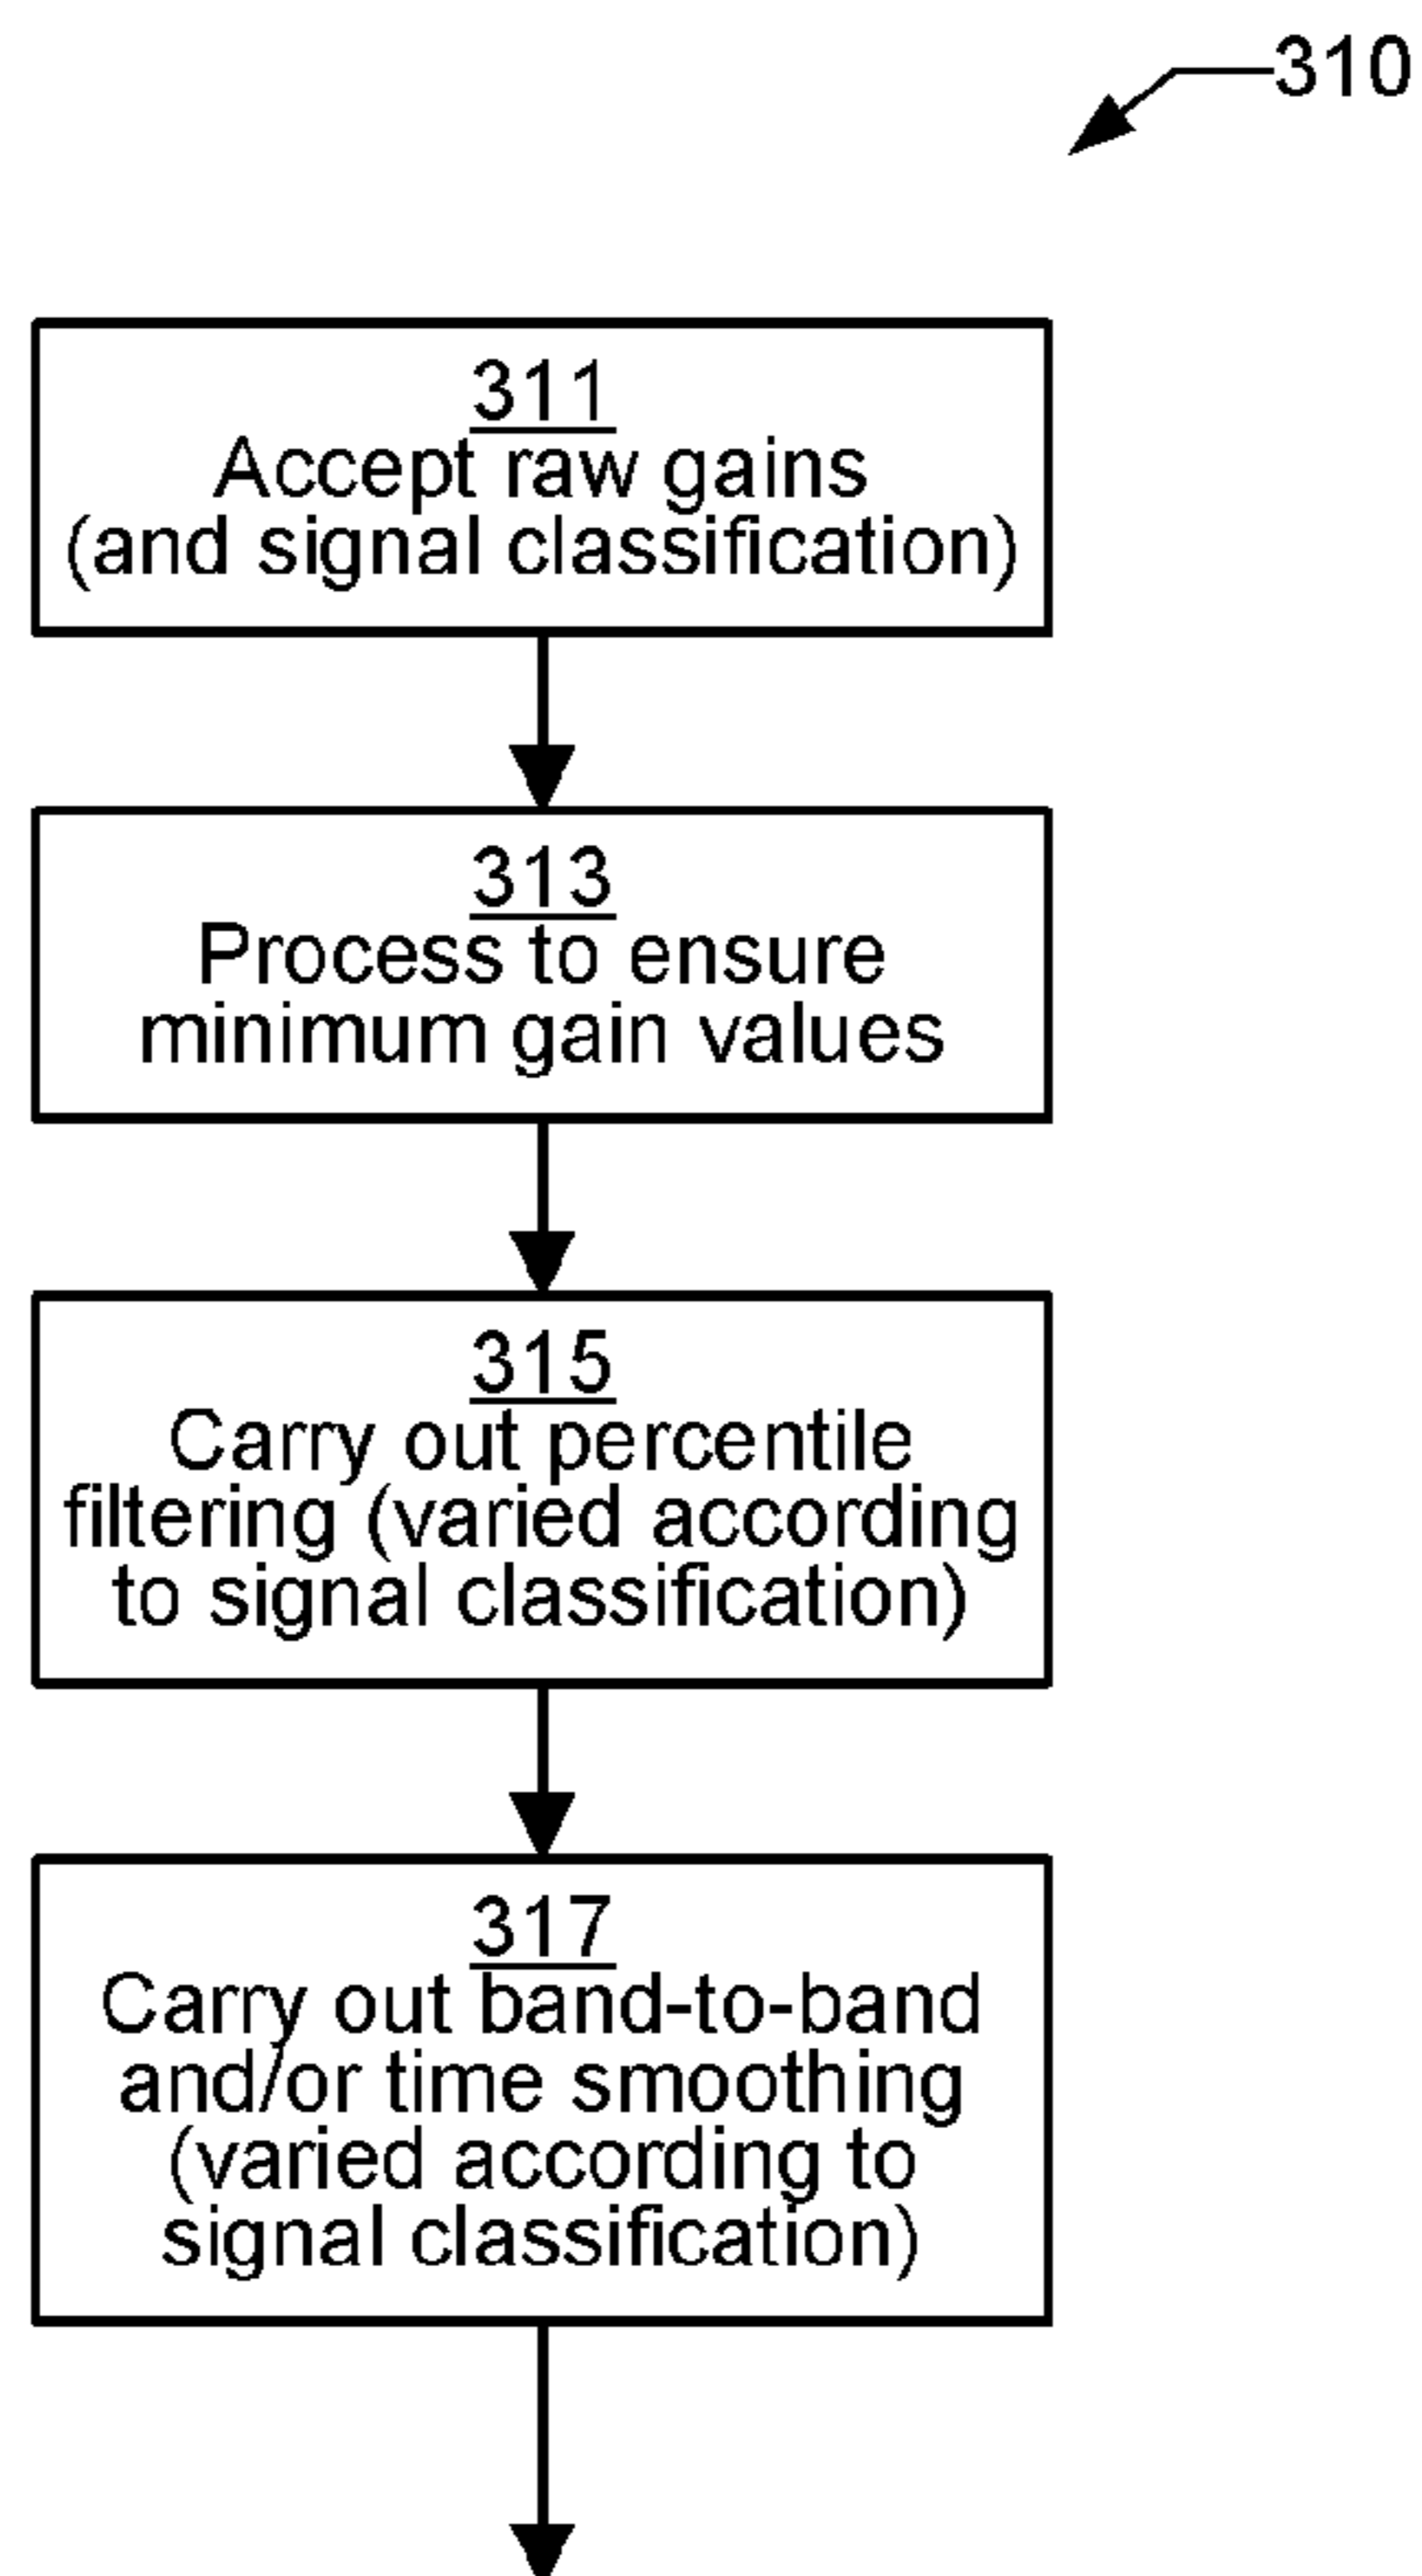 310
311
Accept raw gains
(and signal classification)
313
Process to ensure
minimum gain values
315
Carry out percentile
filtering (varied according
to signal classification)
317
Carry out band-to-band
and/or time smoothing
(varied according to
signal classification)